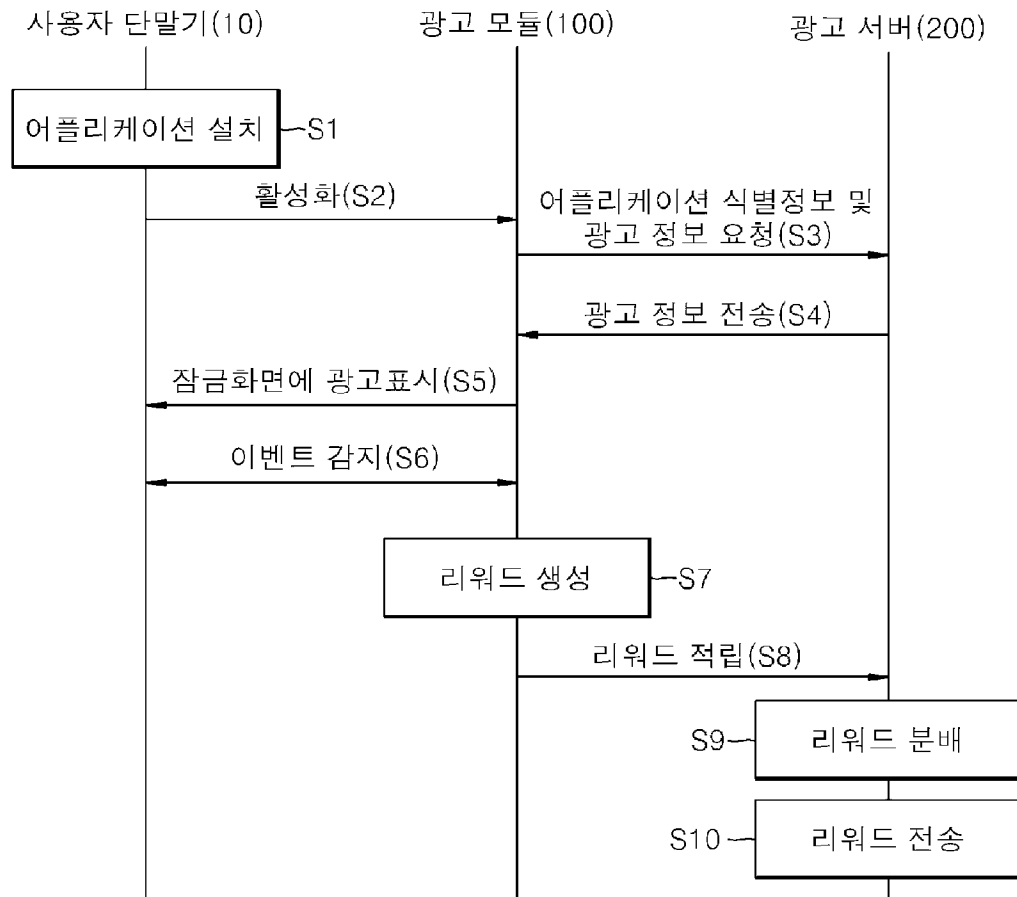 사용자 단말기(10)
광고 모듈(100)
광고 서버(200)
어플리케이션 설치
S1
활성화(S2)
어플리케이션 식별정보 및
광고 정보 요청(S3)
광고 정보 전송(S4)
잠금화면에 광고표시(S5)
이벤트 감지(S6)
리워드 생성
S7
리워드 적립(S8)
S9
리워드 분배
S10
리워드 전송